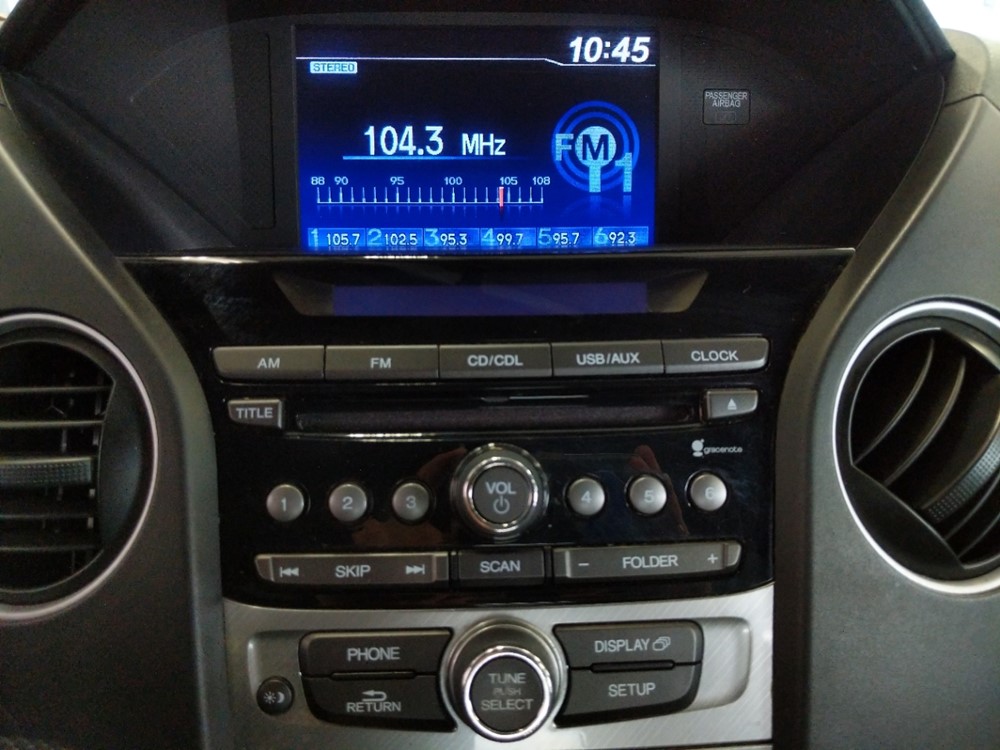 10:45
STEREO
PASSENGER
AIRBAG
104.3 MHz
FM1
88 90 95 100 105 108
1 105.7 2 102.5 3 95.3 4 99.7 5 95.7 6 92.3
AM FM CD/CDL USB/AUX CLOCK
TITLE
gracenote
1 2 3 VOL 4 5 6
SKIP SCAN − FOLDER +
PHONE DISPLAY
TUNE
PUSH
SELECT
RETURN SETUP